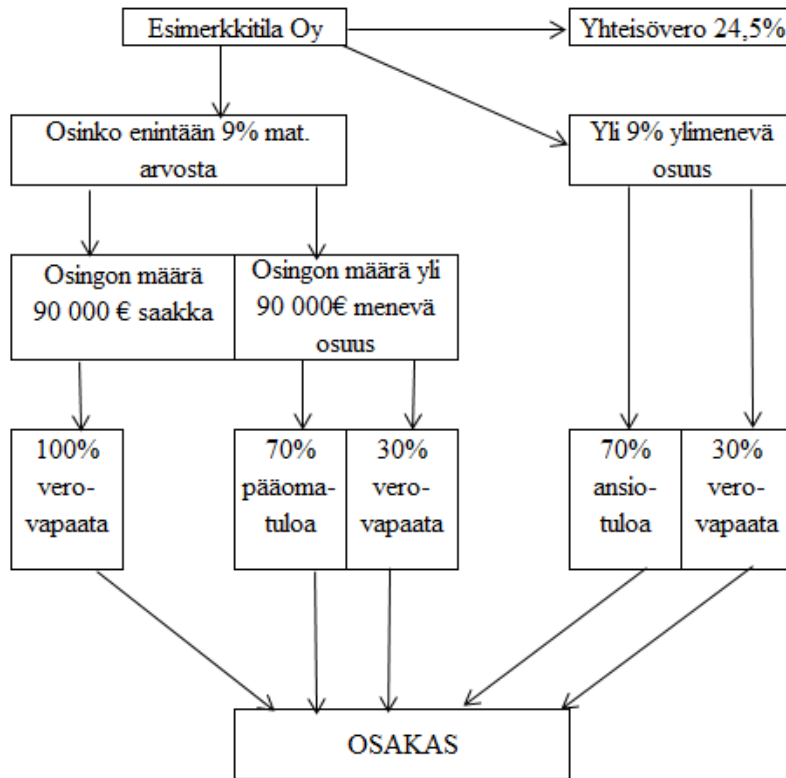 Esimerkkitila Oy
Yhteisövero 24,5%
Osinko enintään 9% mat.
arvosta
Yli 9% ylimenevä
osuus
Osingon määrä
90 000 € saakka
Osingon määrä yli
90 000€ menevä
osuus
100%
vero-
vapaata
70%
pääoma-
tuloa
30%
vero-
vapaata
70%
ansio-
tuloa
30%
vero-
vapaata
OSAKAS